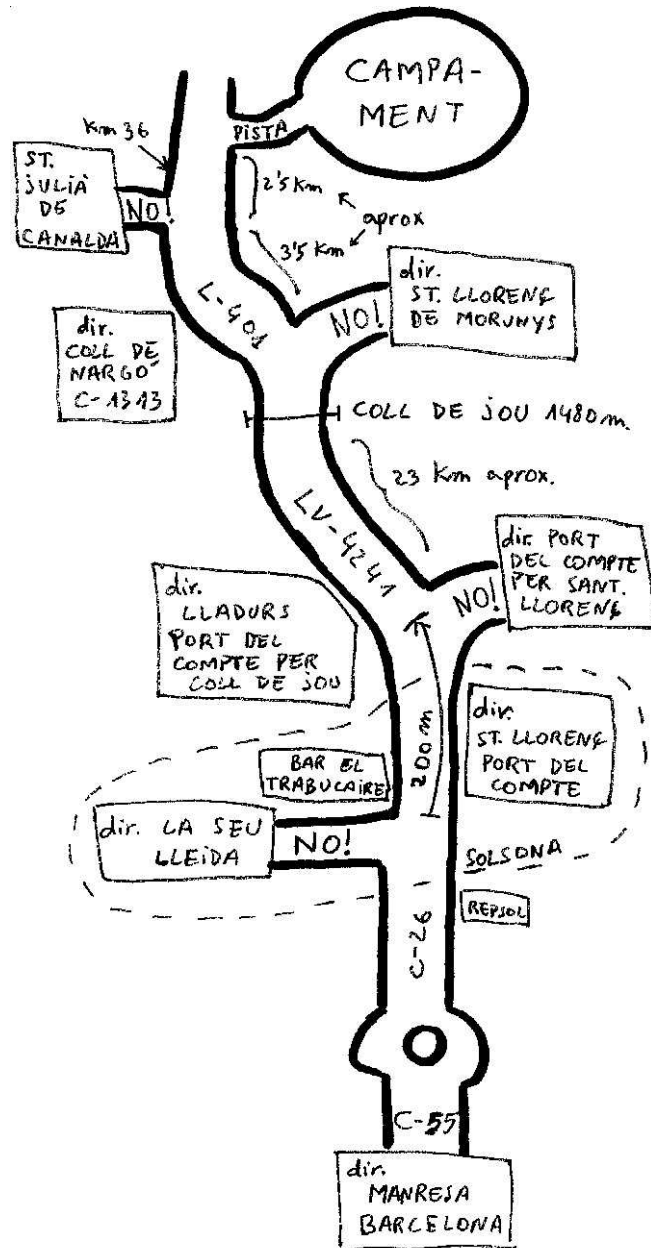 CAMPA-
MENT
PISTA
Km 36
ST.
JULIÀ
DE
CANALDA
NO!
2'5 Km
aprox
3'5 Km
L-401
dir.
ST. LLORENÇ
DE MORUNYS
NO!
dir.
COLL DE
NARGÓ
C-1313
COLL DE JOU 1480 m.
23 Km aprox.
LV-4241
dir. PORT
DEL COMPTE
PER SANT.
LLORENÇ
NO!
dir.
LLADURS
PORT DEL
COMPTE PER
COLL DE JOU
200 m
dir.
ST. LLORENÇ
PORT DEL
COMPTE
BAR EL
TRABUCAIRE
dir. LA SEU
LLEIDA
NO!
SOLSONA
REPSOL
C-26
C-55
dir.
MANRESA
BARCELONA